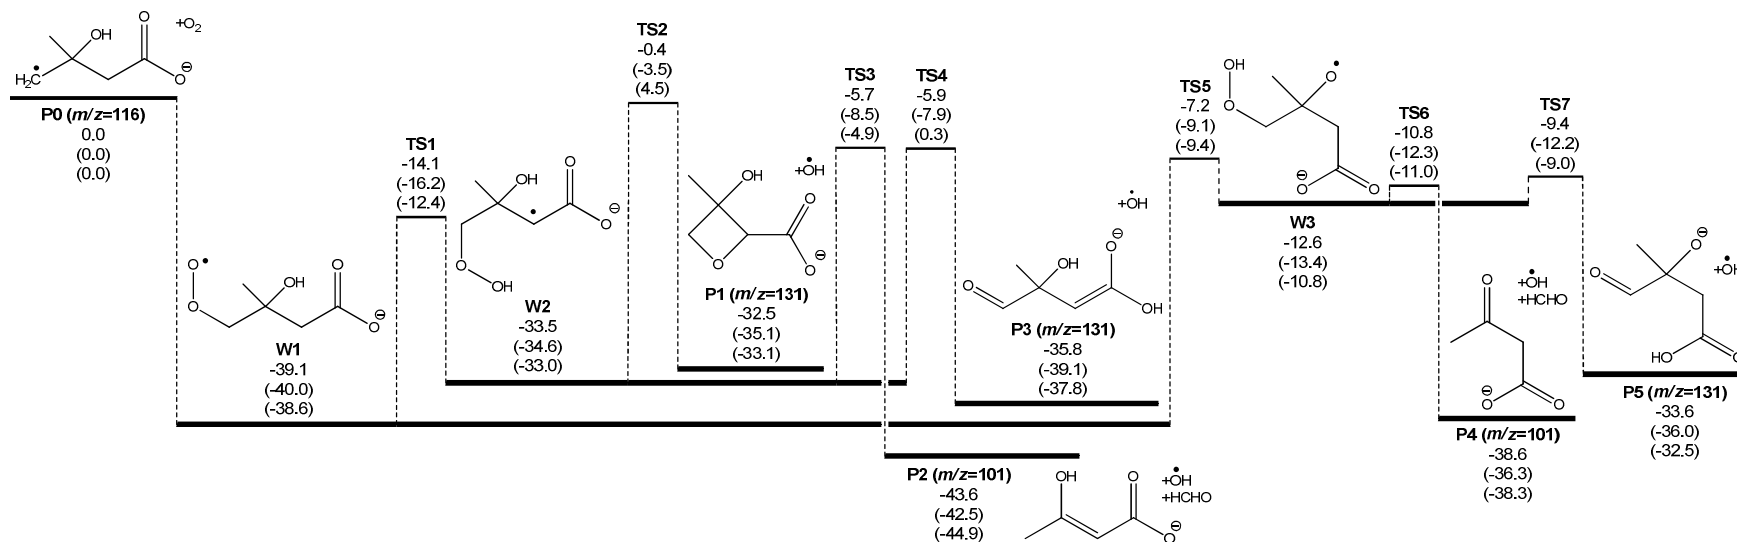 OH
O
+O₂
H₂C•
O⊖
P0 (m/z=116)
0.0
(0.0)
(0.0)
O•
O
OH
O
O⊖
W1
-39.1
(-40.0)
(-38.6)
TS1
-14.1
(-16.2)
(-12.4)
OH
O
O⊖
O
OH
W2
-33.5
(-34.6)
(-33.0)
TS2
-0.4
(-3.5)
(4.5)
OH
+•OH
O
O
O⊖
P1 (m/z=131)
-32.5
(-35.1)
(-33.1)
TS3
-5.7
(-8.5)
(-4.9)
P2 (m/z=101)
-43.6
(-42.5)
(-44.9)
OH
O
O⊖
+•OH
+HCHO
TS4
-5.9
(-7.9)
(0.3)
+•OH
O⊖
OH
O
OH
P3 (m/z=131)
-35.8
(-39.1)
(-37.8)
TS5
-7.2
(-9.1)
(-9.4)
OH
O
O•
⊖O
O
W3
-12.6
(-13.4)
(-10.8)
TS6
-10.8
(-12.3)
(-11.0)
O
+•OH
+HCHO
⊖O
O
P4 (m/z=101)
-38.6
(-36.3)
(-38.3)
TS7
-9.4
(-12.2)
(-9.0)
O⊖
O
+•OH
HO
O
P5 (m/z=131)
-33.6
(-36.0)
(-32.5)